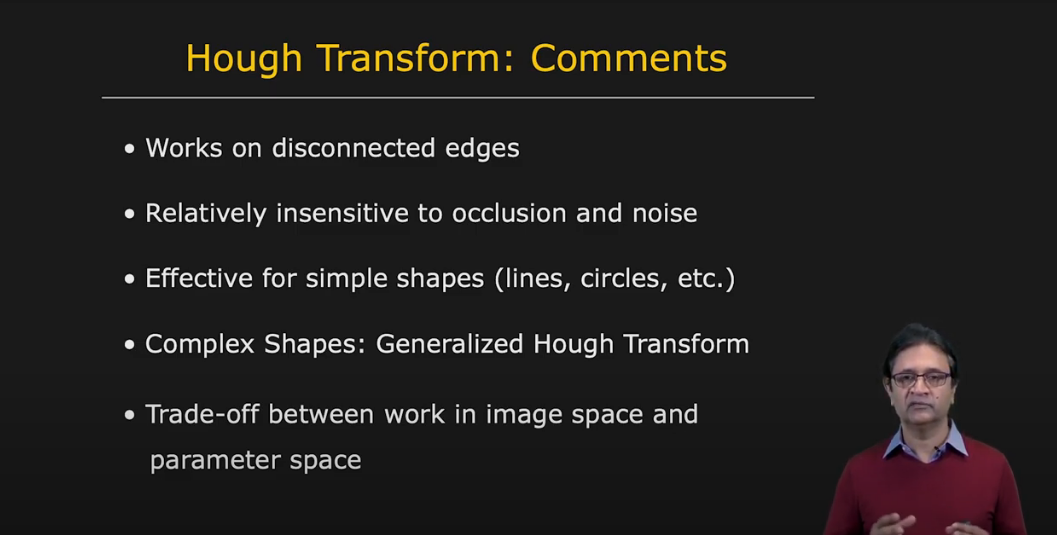 Hough Transform: Comments
• Works on disconnected edges
• Relatively insensitive to occlusion and noise
• Effective for simple shapes (lines, circles, etc.)
• Complex Shapes: Generalized Hough Transform
• Trade-off between work in image space and
parameter space